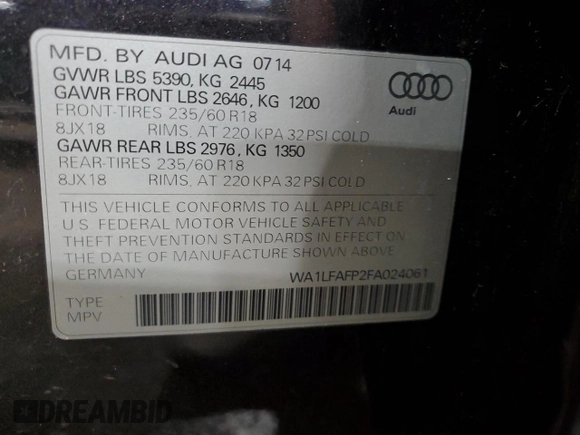 MFD. BY AUDI AG 07 14
GVWR LBS 5390, KG 2445
GAWR FRONT LBS 2646, KG 1200
FRONT-TIRES 235/60 R18
8JX18 RIMS, AT 220 KPA 32 PSI COLD
GAWR REAR LBS 2976, KG 1350
REAR-TIRES 235/60 R18
8JX18 RIMS, AT 220 KPA 32 PSI COLD
Audi
THIS VEHICLE CONFORMS TO ALL APPLICABLE
U.S. FEDERAL MOTOR VEHICLE SAFETY AND
THEFT PREVENTION STANDARDS IN EFFECT ON
THE DATE OF MANUFACTURE SHOWN ABOVE
GERMANY WA1LFAFP2FA024061
TYPE
MPV
DREAMBID